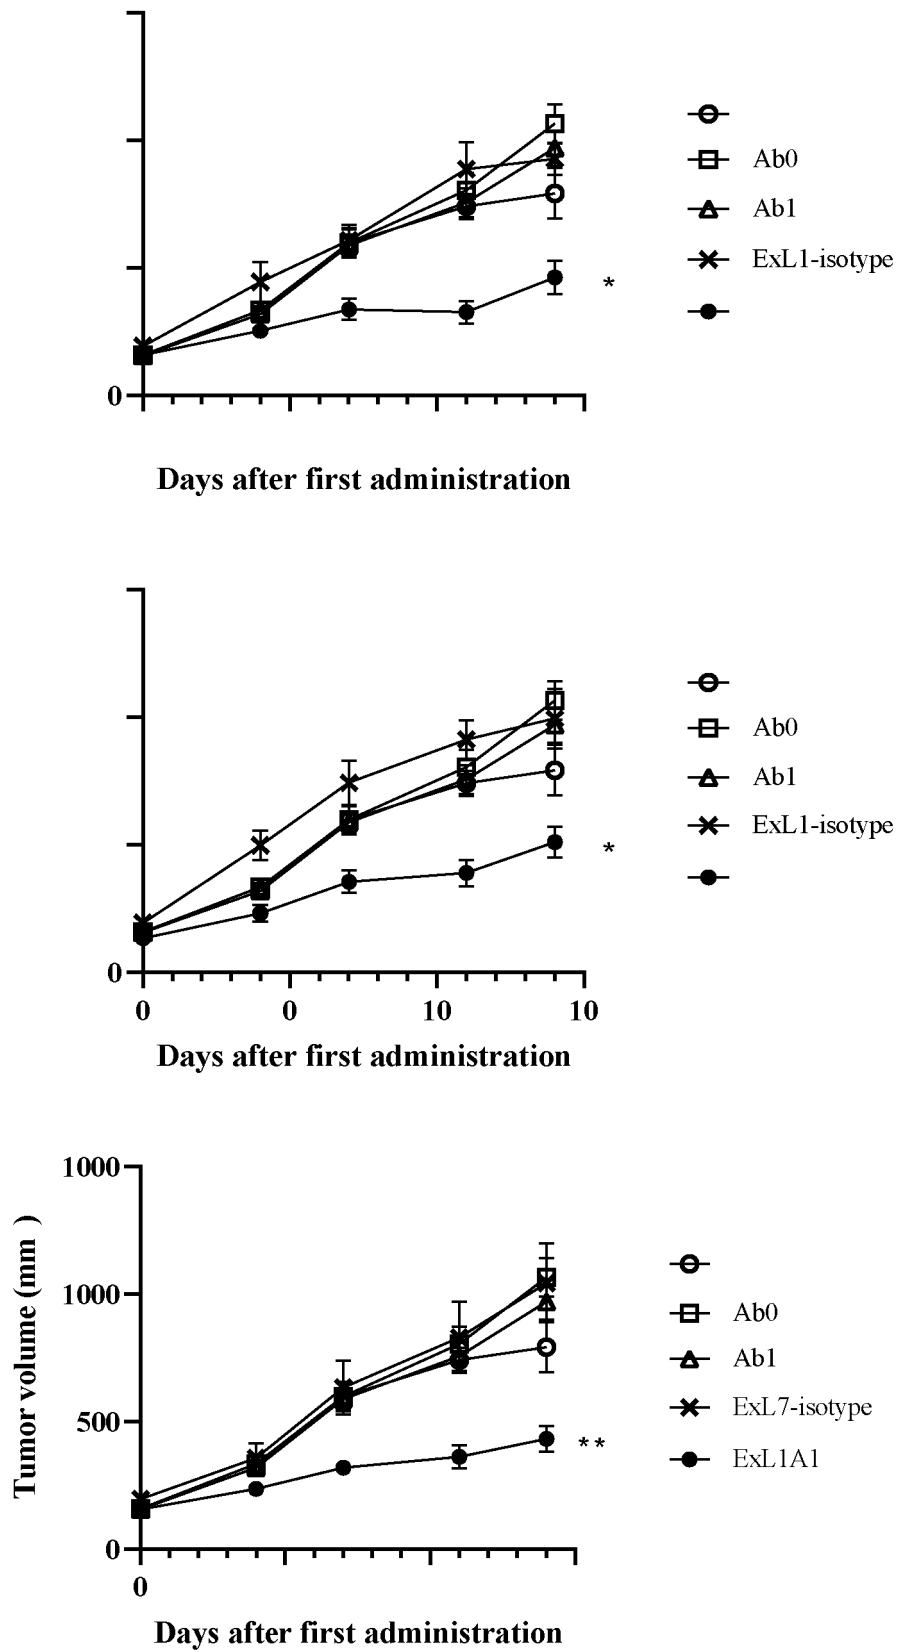 Ab0
Ab1
ExL1-isotype
*
0
Days after first administration
Ab0
Ab1
ExL1-isotype
*
0
0 0 10 10
Days after first administration
1000
1000
500
0
Tumor volume (mm )
Ab0
Ab1
ExL7-isotype
**
ExL1A1
0
Days after first administration